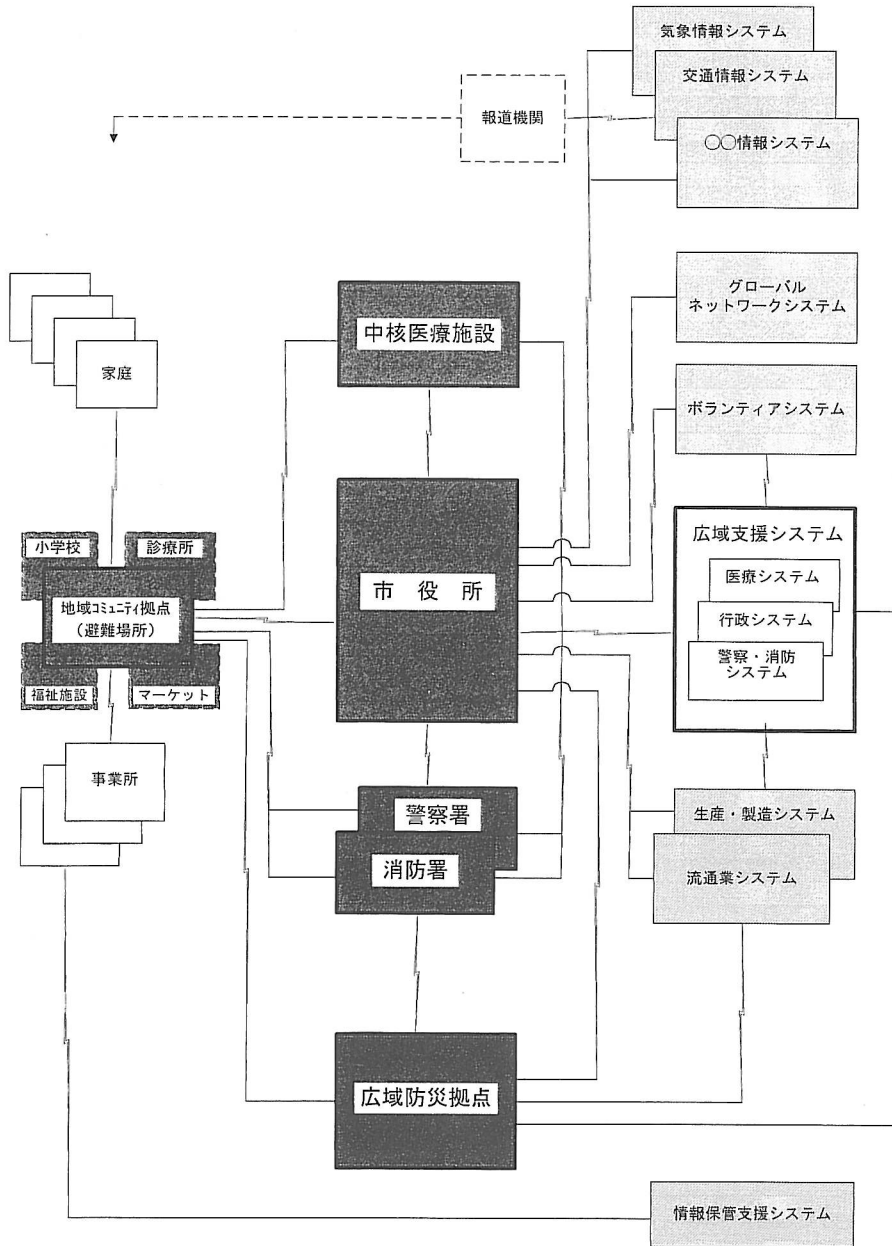 気象情報システム
交通情報システム
報道機関
〇〇情報システム
グローバル
ネットワークシステム
中核医療施設
家庭
ボランティアシステム
広域支援システム
小学校
診療所
医療システム
市役所
地域コミュニティ拠点
(避難場所)
行政システム
警察・消防
システム
福祉施設
マーケット
事業所
警察署
生産・製造システム
消防署
流通業システム
広域防災拠点
情報保管支援システム